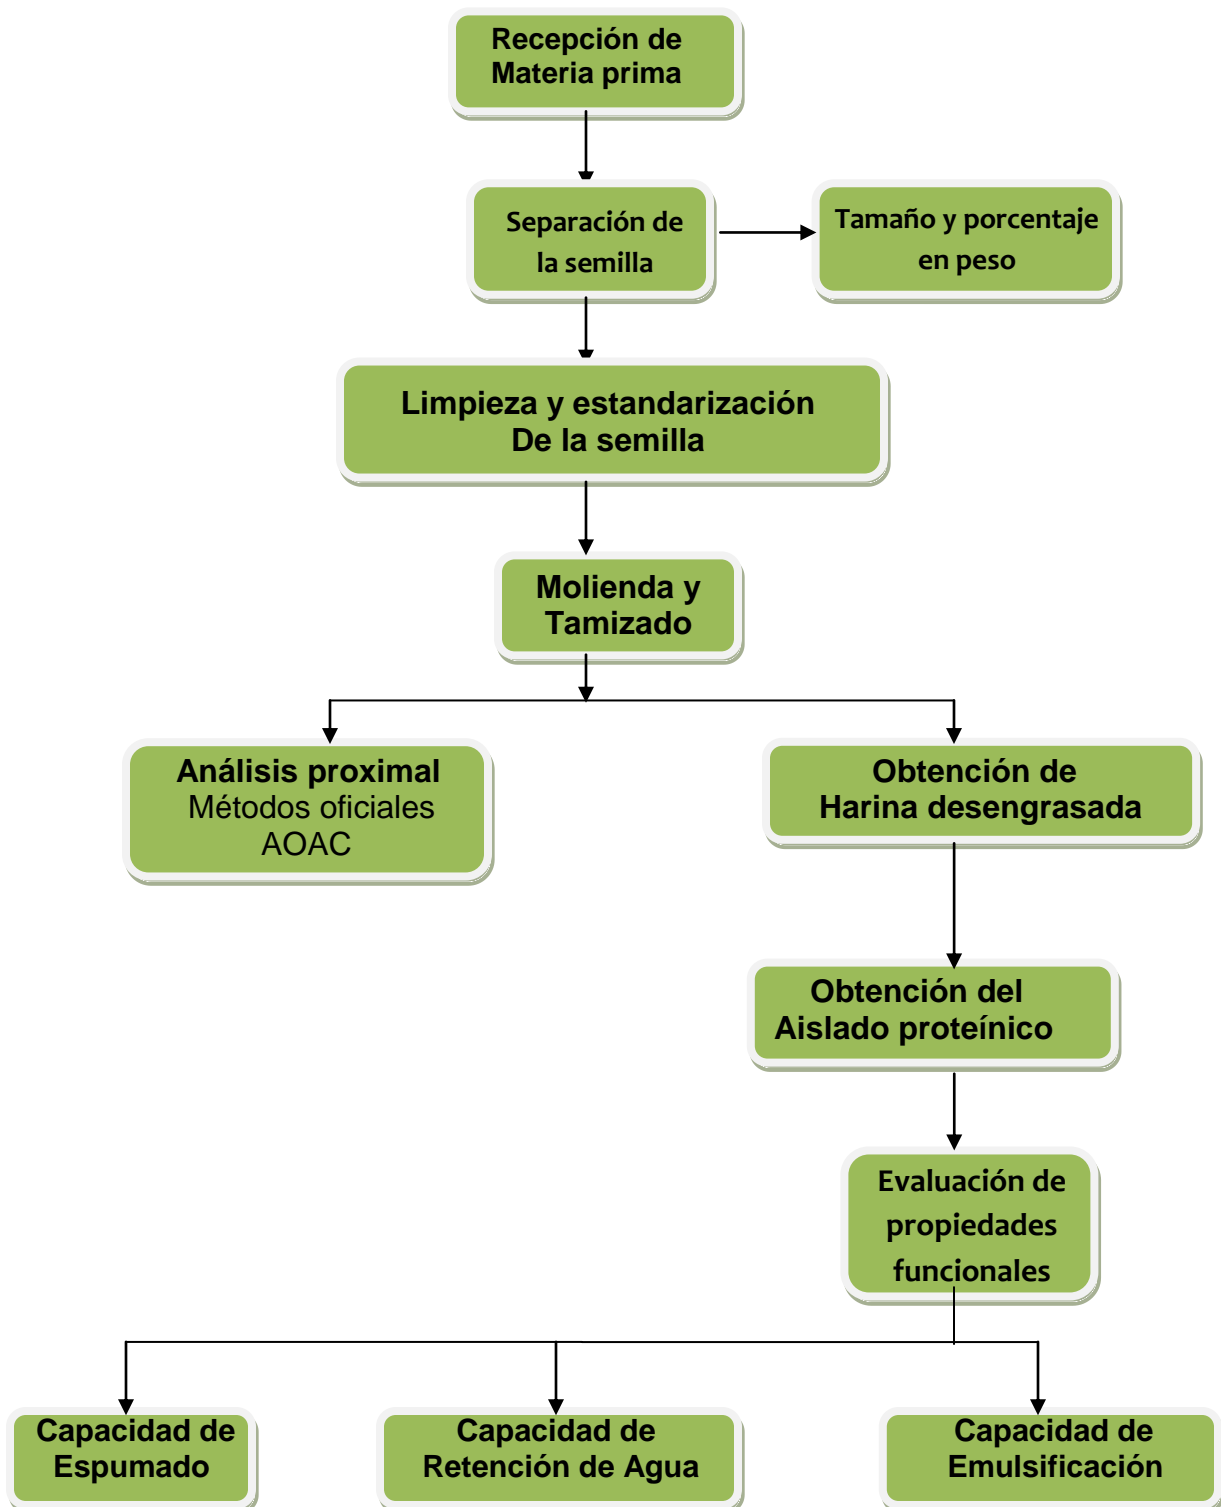 Recepción de
Materia prima
Separación de
la semilla
Tamaño y porcentaje
en peso
Limpieza y estandarización
De la semilla
Molienda y
Tamizado
Análisis proximal
Métodos oficiales
AOAC
Obtención de
Harina desengrasada
Obtención del
Aislado proteínico
Evaluación de
propiedades
funcionales
Capacidad de
Espumado
Capacidad de
Retención de Agua
Capacidad de
Emulsificación